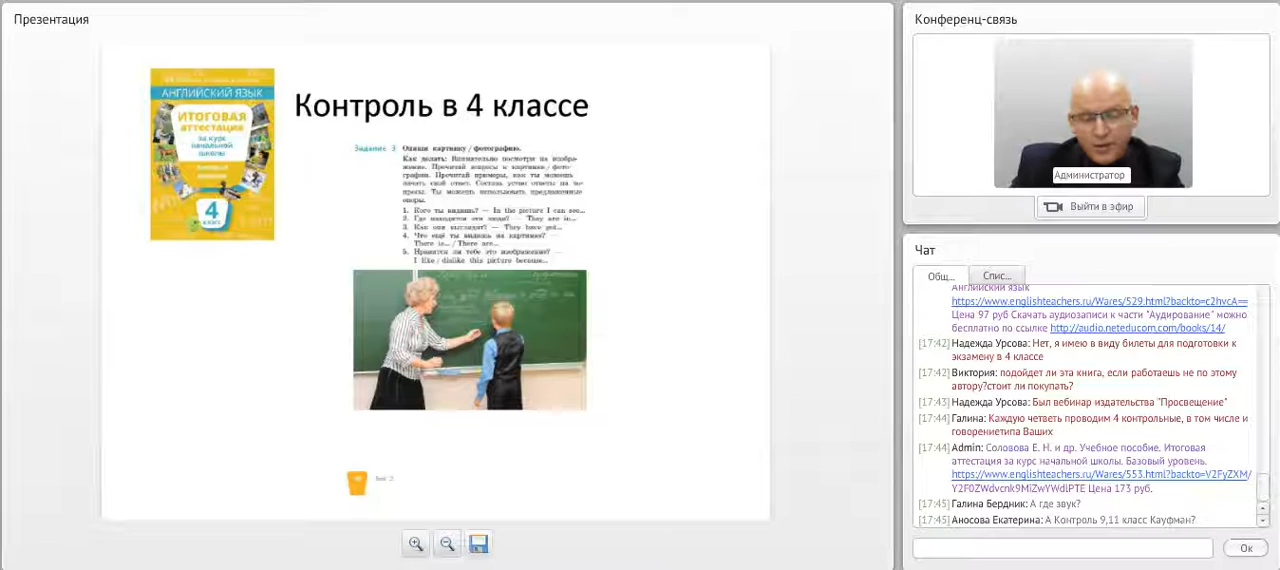 Презентация
АНГЛИЙСКИЙ ЯЗЫК
ИТОГОВАЯ
аттестация
за курс
начальной
школы
4
класс
Контроль в 4 классе
Задание 3 Опиши картинку / фотографию.
Как делать: Внимательно посмотри на изобра-
жение. Прочитай вопросы к картинке / фото-
графии. Прочитай примеры, как ты можешь
начать свой ответ. Составь устно ответы на во-
просы. Ты можешь использовать предложенные
опоры.
1. Кого ты видишь? — In the picture I can see...
2. Где находятся эти люди? — They are in...
3. Как они выглядят? — They have got...
4. Что ещё ты видишь на картинке? —
There is... / There are...
5. Нравится ли тебе это изображение? —
I like / dislike this picture because...
Конференц-связь
Администратор
Выйти в эфир
Чат
Общ...
Спис...
Английский язык
https://www.englishteachers.ru/Wares/529.html?backto=c2hvcA==
Цена 97 руб Скачать аудиозаписи к части "Аудирование" можно
бесплатно по ссылке http://audio.neteducom.com/books/14/
[17:42] Надежда Урсова: Нет, я имею в виду билеты для подготовки к
экзамену в 4 классе
[17:42] Виктория: подойдет ли эта книга, если работаешь не по этому
автору?стоит ли покупать?
[17:43] Надежда Урсова: Был вебинар издательства "Просвещение"
[17:44] Галина: Каждую четветь проводим 4 контрольные, в том числе и
говорениетипа Ваших
[17:44] Admin: Соловова Е. Н. и др. Учебное пособие. Итоговая
аттестация за курс начальной школы. Базовый уровень.
https://www.englishteachers.ru/Wares/553.html?backto=V2FyZXM/
Y2F0ZWdvcnk9MiZwYWdlPTE Цена 173 руб.
[17:45] Галина Бердник: А где звук?
[17:45] Аносова Екатерина: А Контроль 9,11 класс Кауфман?
Ок